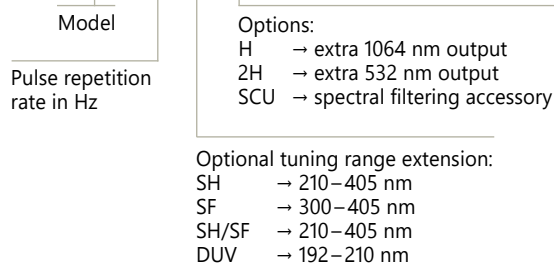 Model
Pulse repetition
rate in Hz
Options:
H → extra 1064 nm output
2H → extra 532 nm output
SCU → spectral filtering accessory
Optional tuning range extension:
SH → 210–405 nm
SF → 300–405 nm
SH/SF → 210–405 nm
DUV → 192–210 nm